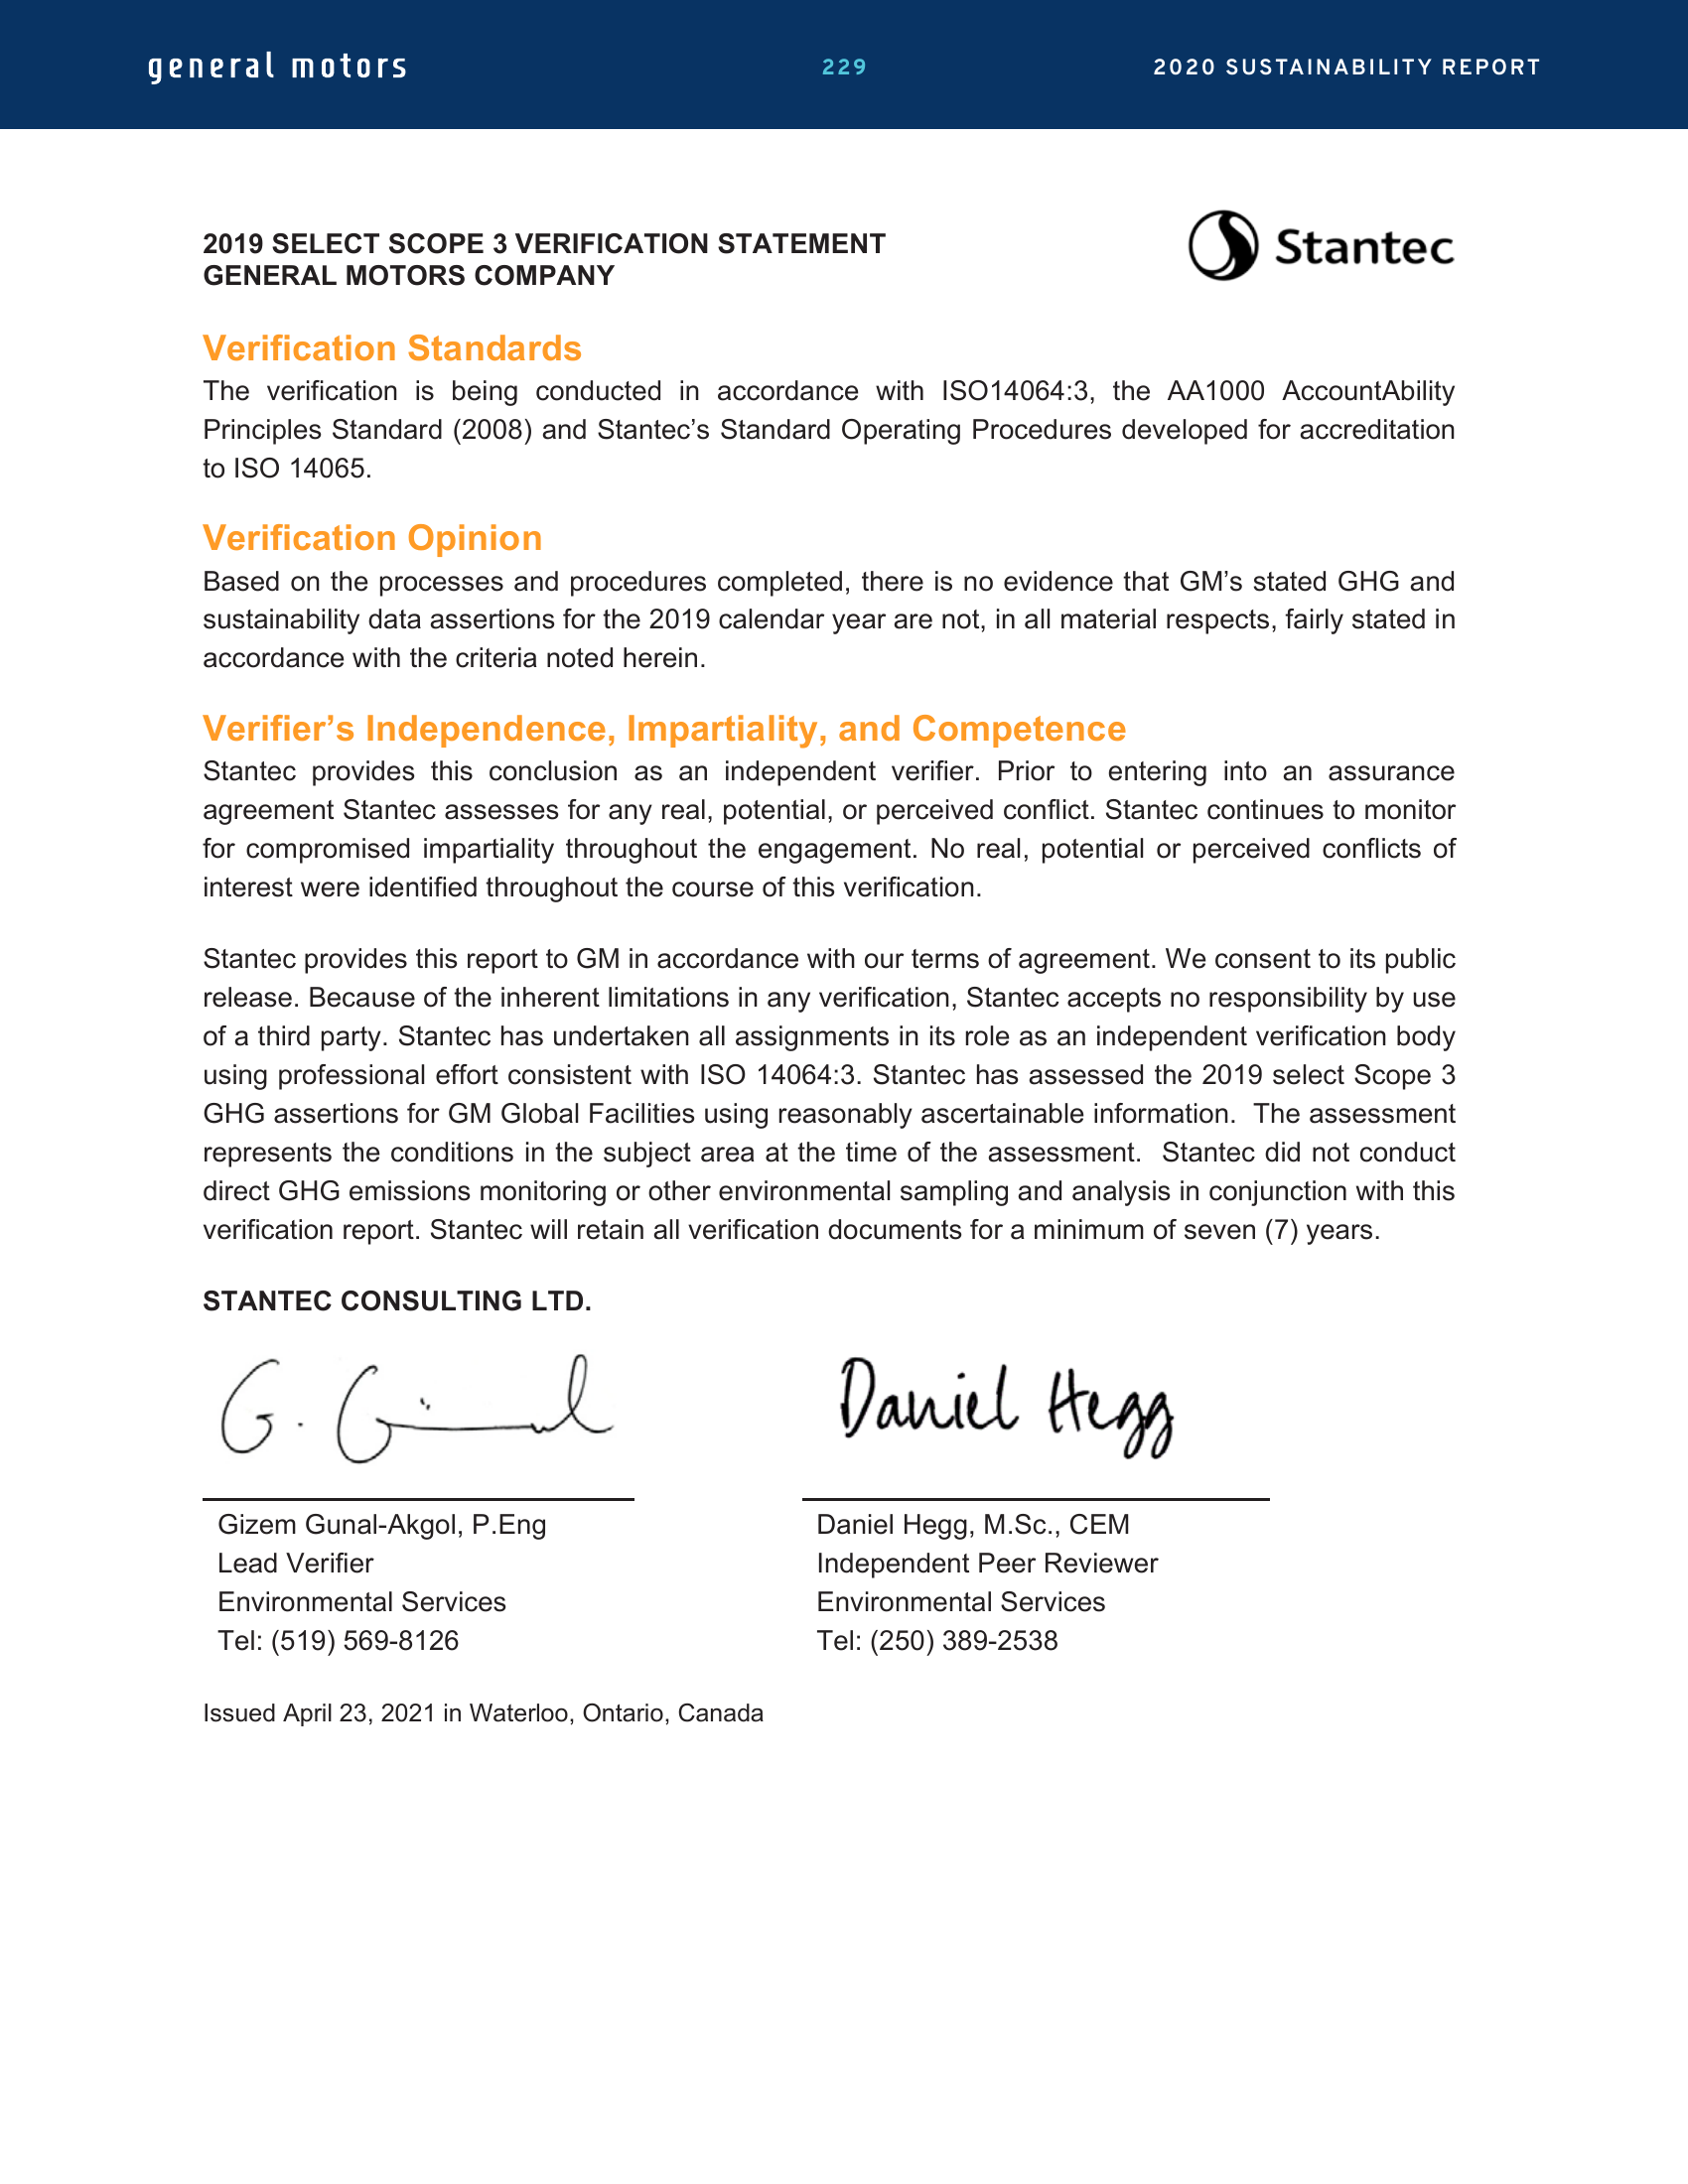 general motors
229
2020 SUSTAINABILITY REPORT
2019 SELECT SCOPE 3 VERIFICATION STATEMENT
GENERAL MOTORS COMPANY
Stantec
Verification Standards
The verification is being conducted in accordance with ISO14064:3, the AA1000 AccountAbility
Principles Standard (2008) and Stantec’s Standard Operating Procedures developed for accreditation
to ISO 14065.
Verification Opinion
Based on the processes and procedures completed, there is no evidence that GM’s stated GHG and
sustainability data assertions for the 2019 calendar year are not, in all material respects, fairly stated in
accordance with the criteria noted herein.
Verifier’s Independence, Impartiality, and Competence
Stantec provides this conclusion as an independent verifier. Prior to entering into an assurance
agreement Stantec assesses for any real, potential, or perceived conflict. Stantec continues to monitor
for compromised impartiality throughout the engagement. No real, potential or perceived conflicts of
interest were identified throughout the course of this verification.
Stantec provides this report to GM in accordance with our terms of agreement. We consent to its public
release. Because of the inherent limitations in any verification, Stantec accepts no responsibility by use
of a third party. Stantec has undertaken all assignments in its role as an independent verification body
using professional effort consistent with ISO 14064:3. Stantec has assessed the 2019 select Scope 3
GHG assertions for GM Global Facilities using reasonably ascertainable information. The assessment
represents the conditions in the subject area at the time of the assessment. Stantec did not conduct
direct GHG emissions monitoring or other environmental sampling and analysis in conjunction with this
verification report. Stantec will retain all verification documents for a minimum of seven (7) years.
STANTEC CONSULTING LTD.
G. Günal
Daniel Hegg
Gizem Gunal-Akgol, P.Eng
Lead Verifier
Environmental Services
Tel: (519) 569-8126
Daniel Hegg, M.Sc., CEM
Independent Peer Reviewer
Environmental Services
Tel: (250) 389-2538
Issued April 23, 2021 in Waterloo, Ontario, Canada